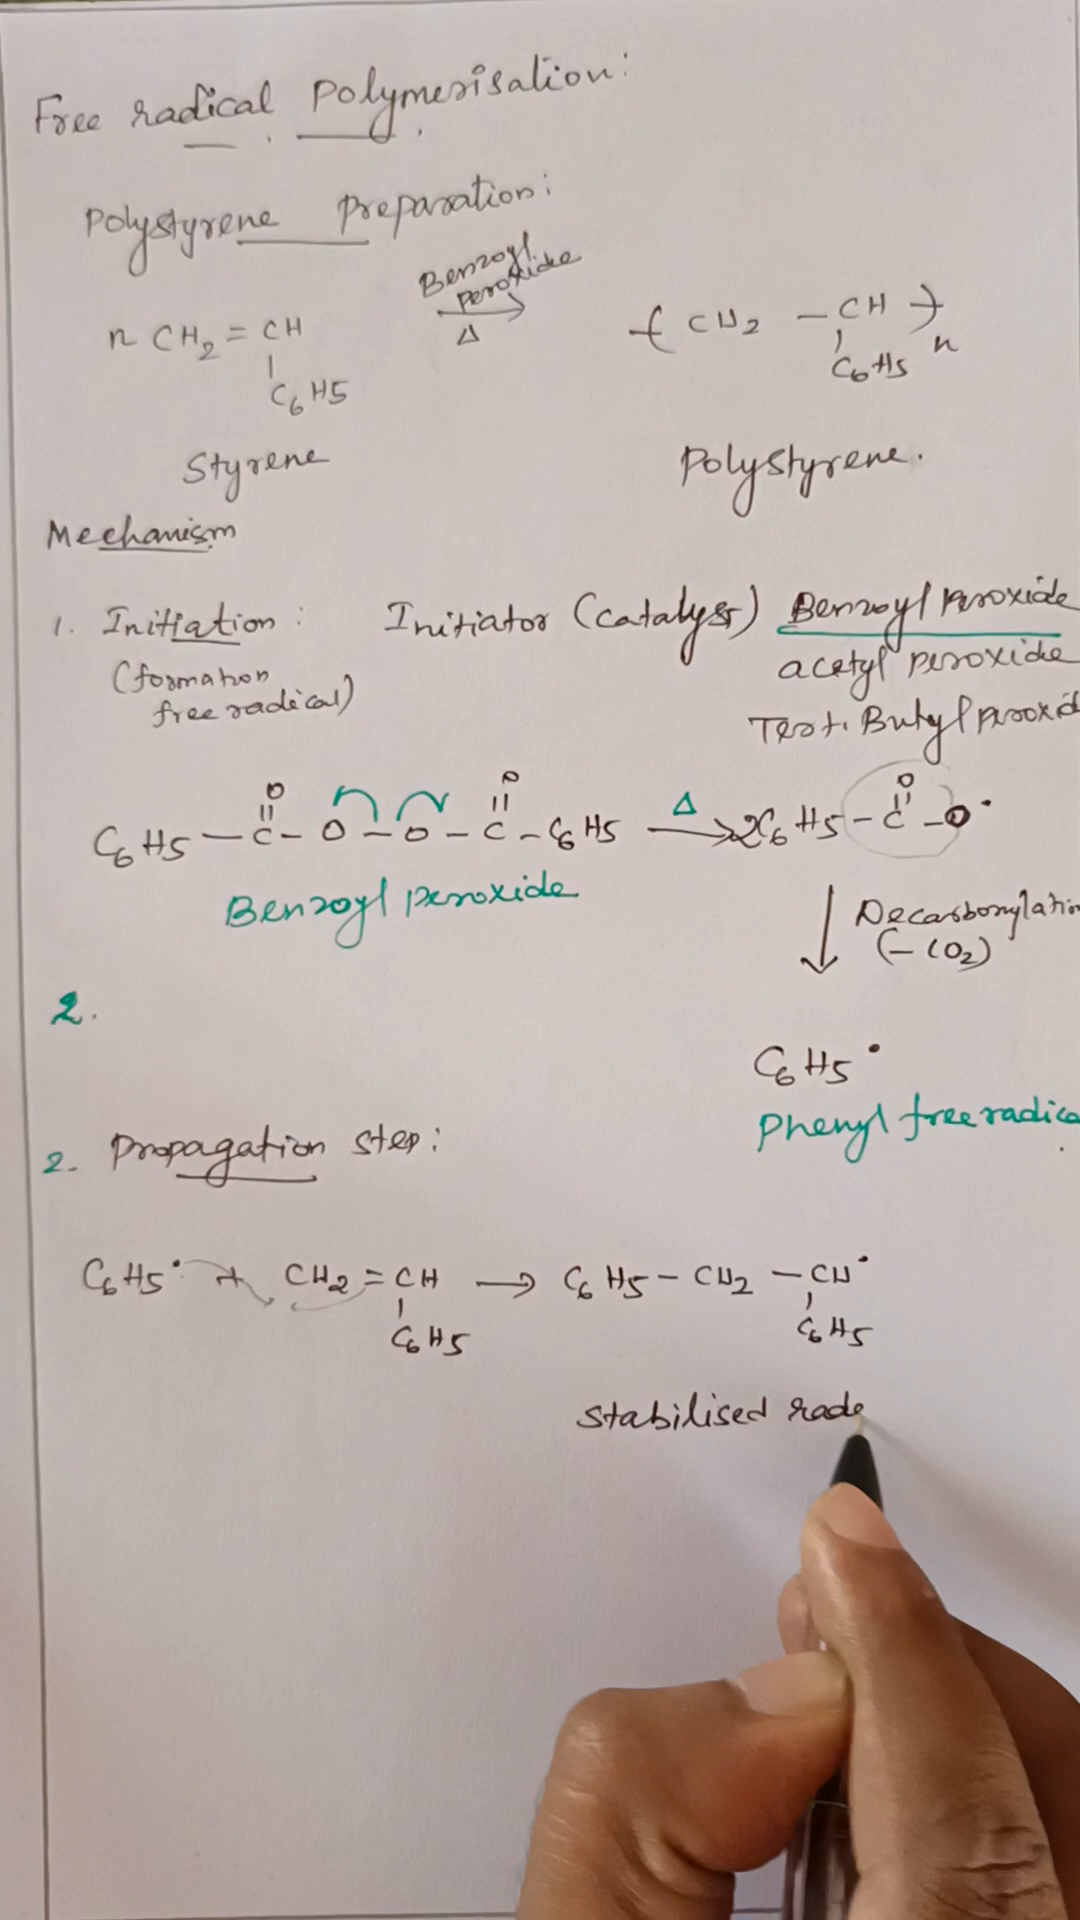 Free radical Polymerisation:
Polystyrene Preparation:
Benzoyl
peroxide
n CH2 = CH
Δ
C6H5
( CH2 - CH )n
C6H5
Styrene
Polystyrene.
Mechanism
1. Initiation : Initiator (Catalyst) Benzoyl Peroxide
(formation
free radical)
acetyl peroxide
Tert. Butyl peroxid
O O O
|| || ||
C6H5 - C - O - O - C - C6H5 Δ → 2C6H5 - C - O•
Benzoyl peroxide
Decarbonylation
(- CO2)
2.
C6H5•
Phenyl free radica
2. Propagation Step:
C6H5• + CH2 = CH → C6H5 - CH2 - CH•
C6H5 C6H5
Stabilised rade